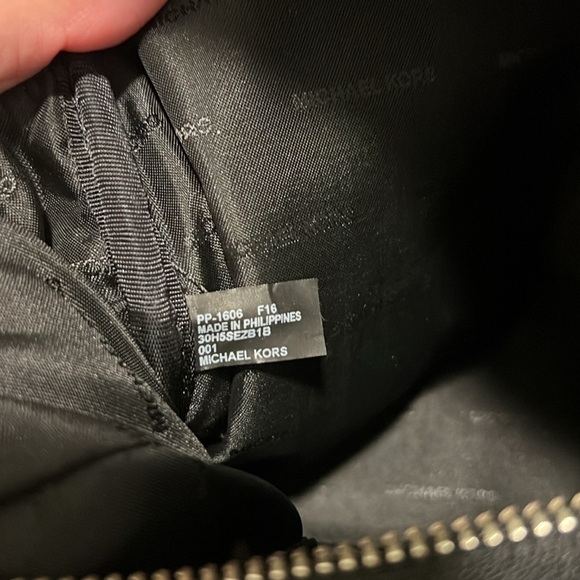 MICHAEL KORS
PP-1606 F16
MADE IN PHILIPPINES
30H5SEZB1B
001
MICHAEL KORS
MICHAEL KORS